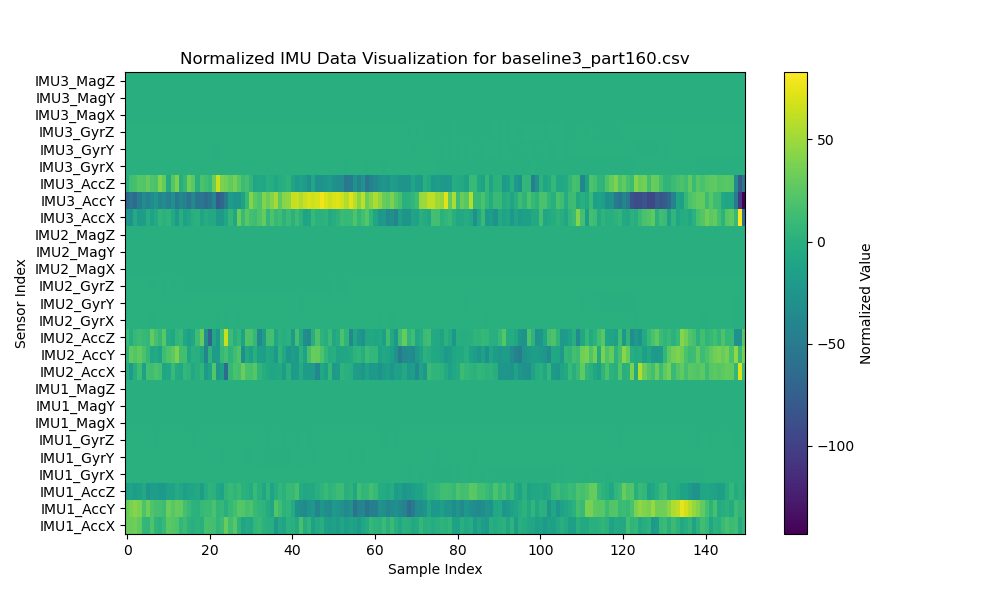 Normalized IMU Data Visualization for baseline3_part160.csv
IMU3_MagZ
IMU3_MagY
IMU3_MagX
IMU3_GyrZ
IMU3_GyrY
IMU3_GyrX
IMU3_AccZ
IMU3_AccY
IMU3_AccX
IMU2_MagZ
IMU2_MagY
IMU2_MagX
IMU2_GyrZ
IMU2_GyrY
IMU2_GyrX
IMU2_AccZ
IMU2_AccY
IMU2_AccX
IMU1_MagZ
IMU1_MagY
IMU1_MagX
IMU1_GyrZ
IMU1_GyrY
IMU1_GyrX
IMU1_AccZ
IMU1_AccY
IMU1_AccX
Sensor Index
0 20 40 60 80 100 120 140
Sample Index
50
0
−50
−100
Normalized Value